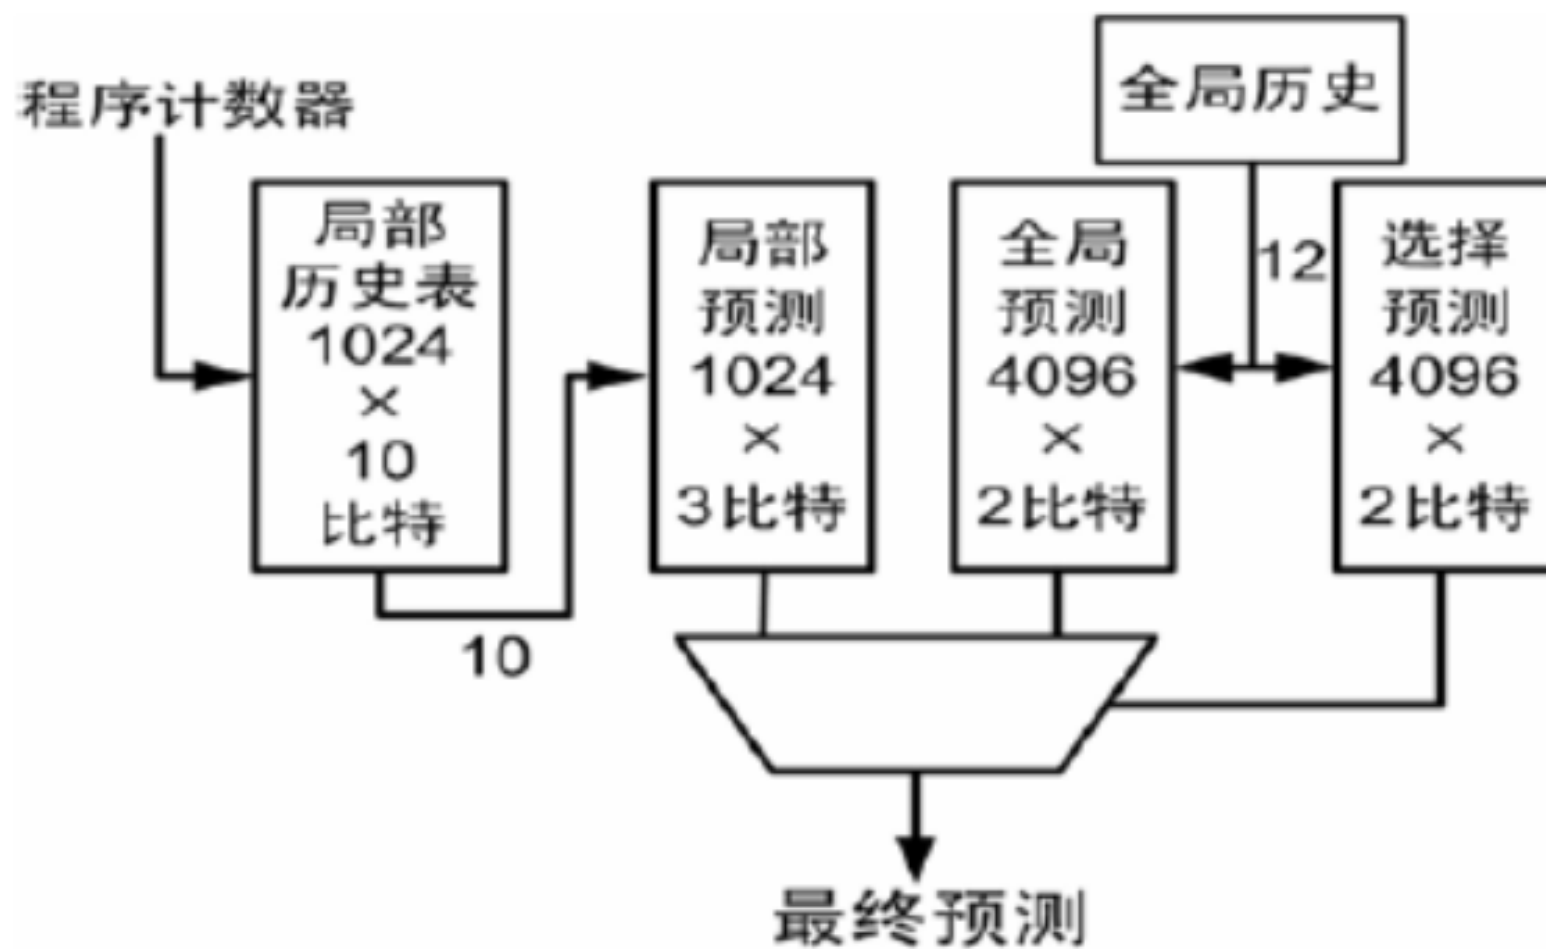 程序计数器
全局历史
局部
历史表
1024
×
10
比特
局部
预测
1024
×
3比特
全局
预测
4096
×
2比特
12
选择
预测
4096
×
2比特
10
最终预测